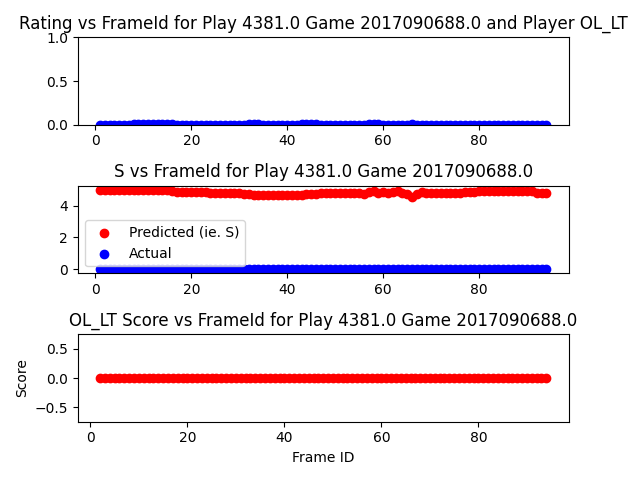 Rating vs FrameId for Play 4381.0 Game 2017090688.0 and Player OL_LT
1.0
0.5
0.0
0 20 40 60 80
S vs FrameId for Play 4381.0 Game 2017090688.0
4
2
0
Predicted (ie. S)
Actual
0 20 40 60 80
OL_LT Score vs FrameId for Play 4381.0 Game 2017090688.0
Score
0.5
0.0
−0.5
0 20 40 60 80
Frame ID